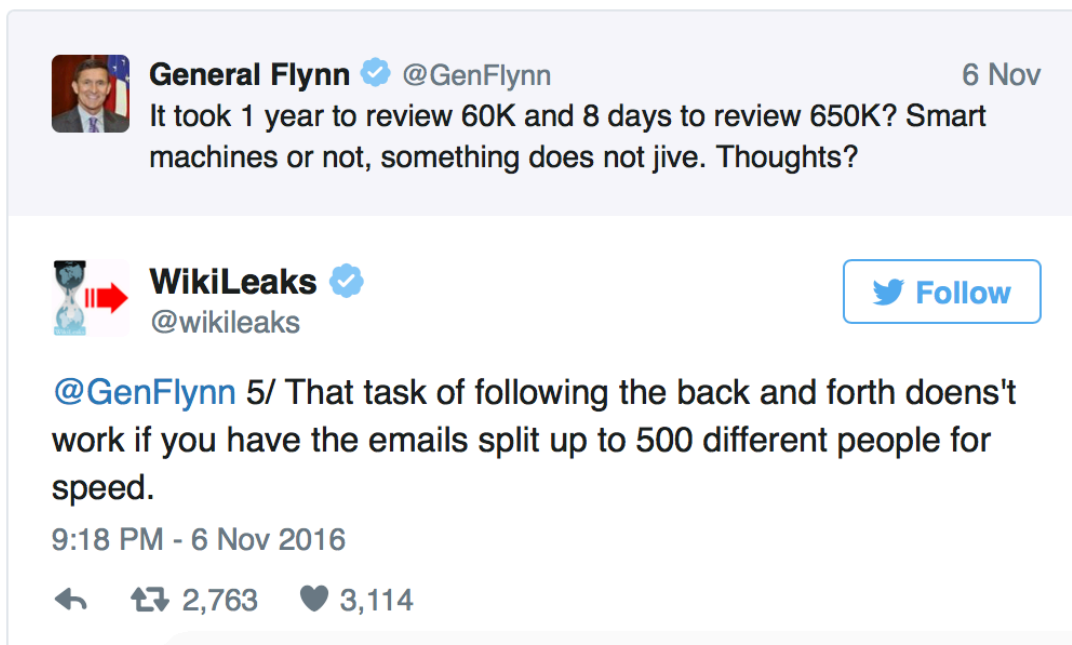 General Flynn @GenFlynn 6 Nov
It took 1 year to review 60K and 8 days to review 650K? Smart
machines or not, something does not jive. Thoughts?
WikiLeaks
@wikileaks
Follow
@GenFlynn 5/ That task of following the back and forth doens't
work if you have the emails split up to 500 different people for
speed.
9:18 PM - 6 Nov 2016
2,763 3,114